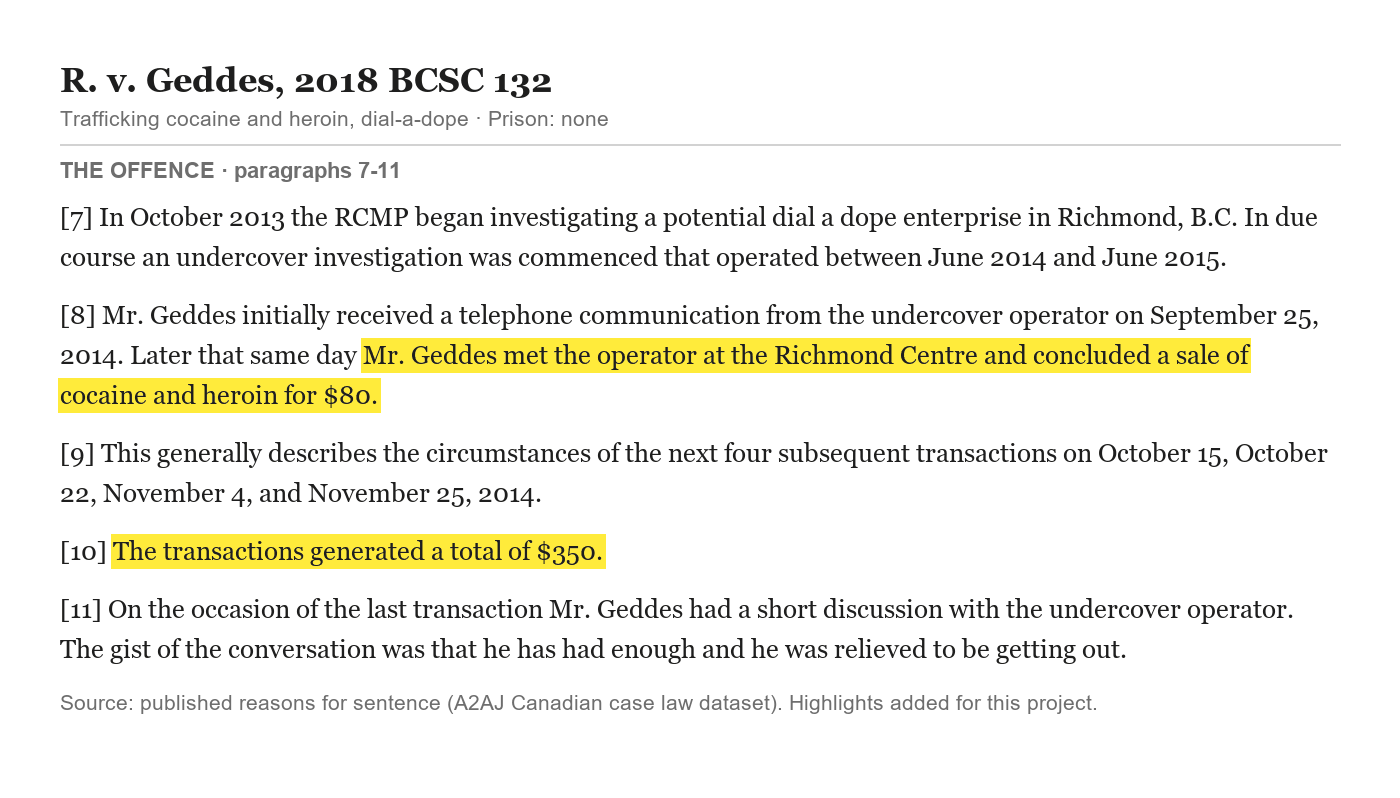 R. v. Geddes, 2018 BCSC 132
Trafficking cocaine and heroin, dial-a-dope · Prison: none
THE OFFENCE · paragraphs 7-11
[7] In October 2013 the RCMP began investigating a potential dial a dope enterprise in Richmond, B.C. In due
course an undercover investigation was commenced that operated between June 2014 and June 2015.
[8] Mr. Geddes initially received a telephone communication from the undercover operator on September 25,
2014. Later that same day Mr. Geddes met the operator at the Richmond Centre and concluded a sale of
cocaine and heroin for $80.
[9] This generally describes the circumstances of the next four subsequent transactions on October 15, October
22, November 4, and November 25, 2014.
[10] The transactions generated a total of $350.
[11] On the occasion of the last transaction Mr. Geddes had a short discussion with the undercover operator.
The gist of the conversation was that he has had enough and he was relieved to be getting out.
Source: published reasons for sentence (A2AJ Canadian case law dataset). Highlights added for this project.